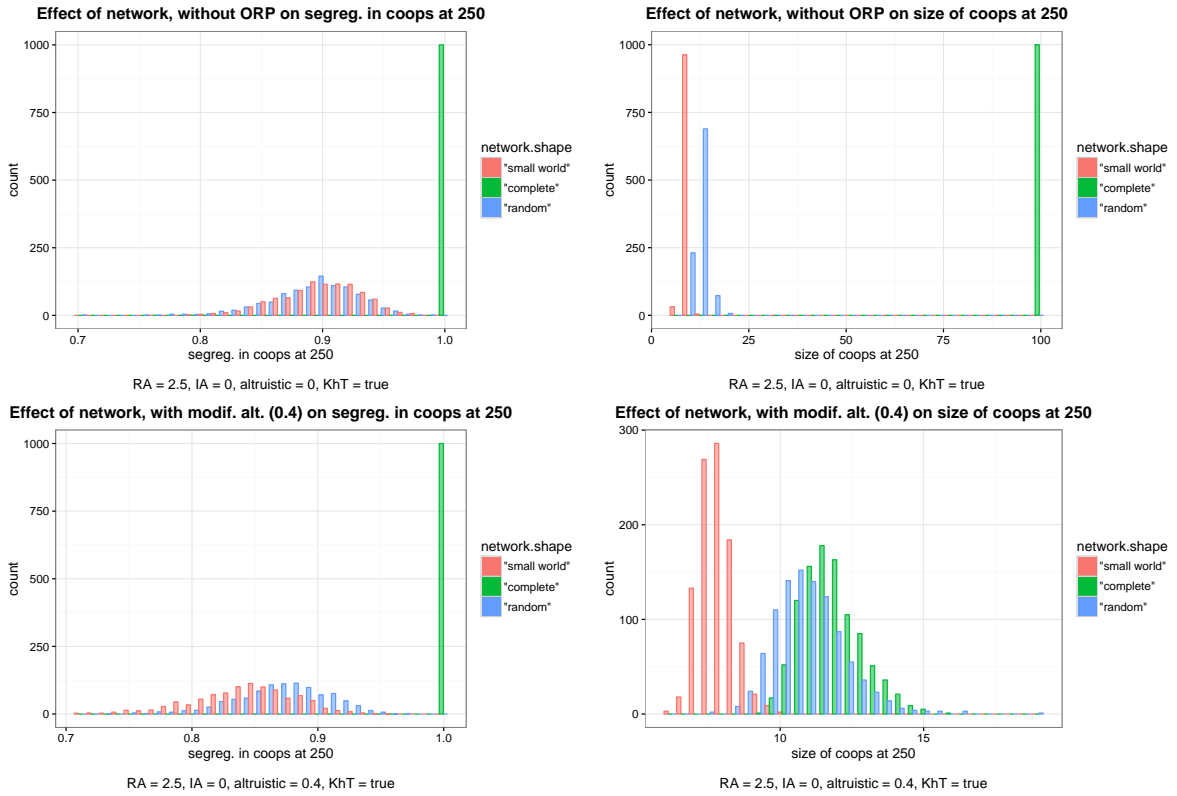 Effect of network, without ORP on segreg. in coops at 250
1000
750
500
250
0
count
0.7
0.8
0.9
1.0
segreg. in coops at 250
RA = 2.5, IA = 0, altruistic = 0, KhT = true
network.shape
"small world"
"complete"
"random"
Effect of network, without ORP on size of coops at 250
1000
750
500
250
0
count
0
25
50
75
100
size of coops at 250
RA = 2.5, IA = 0, altruistic = 0, KhT = true
network.shape
"small world"
"complete"
"random"
Effect of network, with modif. alt. (0.4) on segreg. in coops at 250
1000
750
500
250
0
count
0.7
0.8
0.9
1.0
segreg. in coops at 250
RA = 2.5, IA = 0, altruistic = 0.4, KhT = true
network.shape
"small world"
"complete"
"random"
Effect of network, with modif. alt. (0.4) on size of coops at 250
300
200
100
0
count
10
15
size of coops at 250
RA = 2.5, IA = 0, altruistic = 0.4, KhT = true
network.shape
"small world"
"complete"
"random"